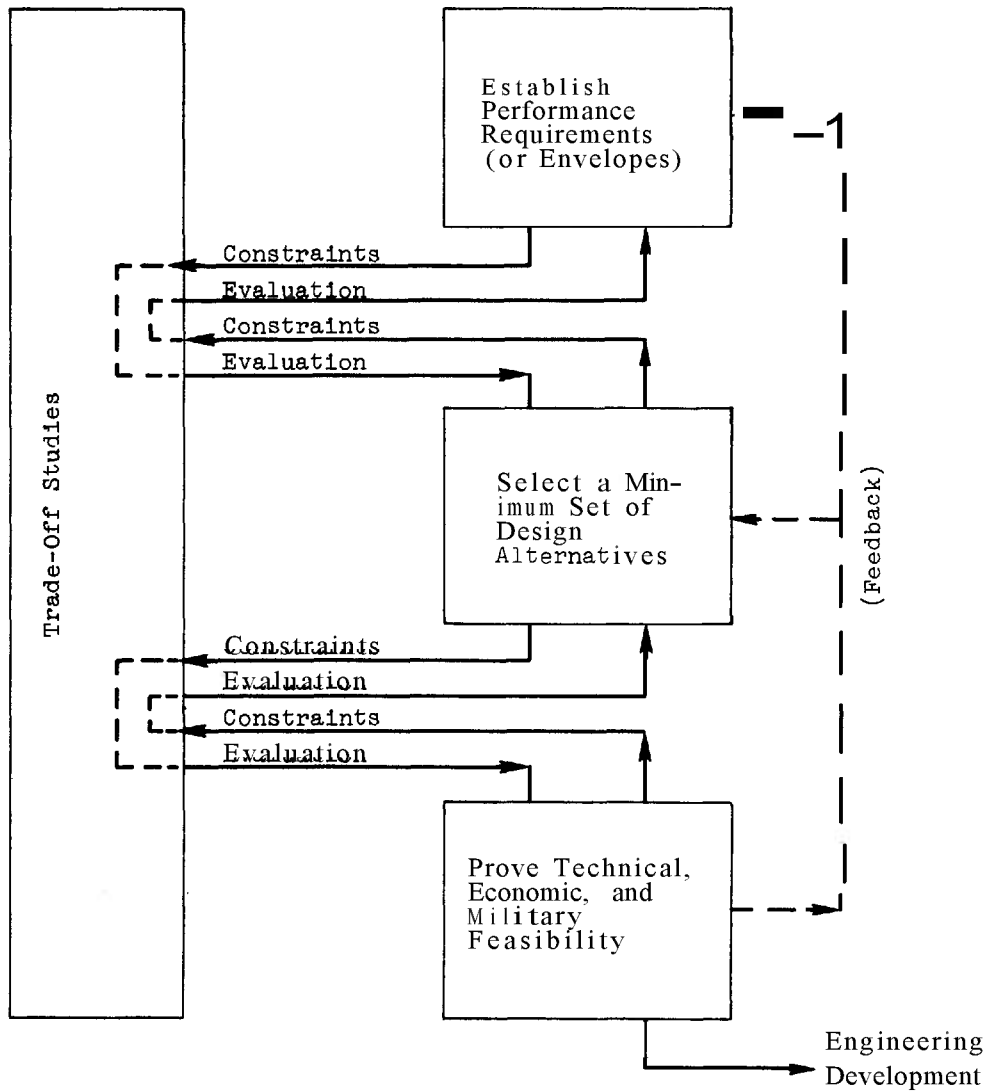 Establish
Performance
Requirements
(or Envelopes)
Constraints
Evaluation
Constraints
Evaluation
Trade-Off Studies
Select a Min-
imum Set of
Design
Alternatives
(Feedback)
Constraints
Evaluation
Constraints
Evaluation
Prove Technical,
Economic, and
Military
Feasibility
Engineering
Development